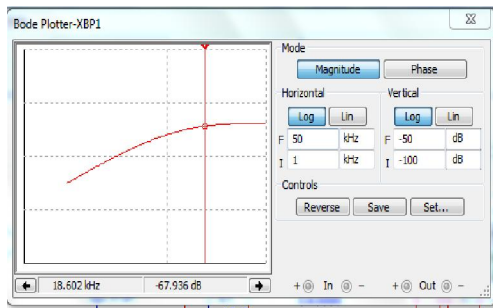 Bode Plotter-XBP1
Mode
Magnitude Phase
Horizontal Vertical
Log Lin Log Lin
F 50 kHz F -50 dB
I 1 kHz I -100 dB
Controls
Reverse Save Set...
18.602 kHz -67.936 dB + In - + Out -